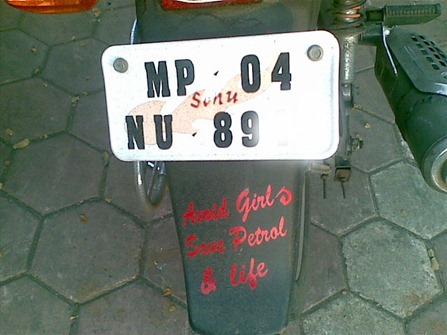 MP · 04
Sonu
NU · 89
Avoid Girls
Save Petrol
& life